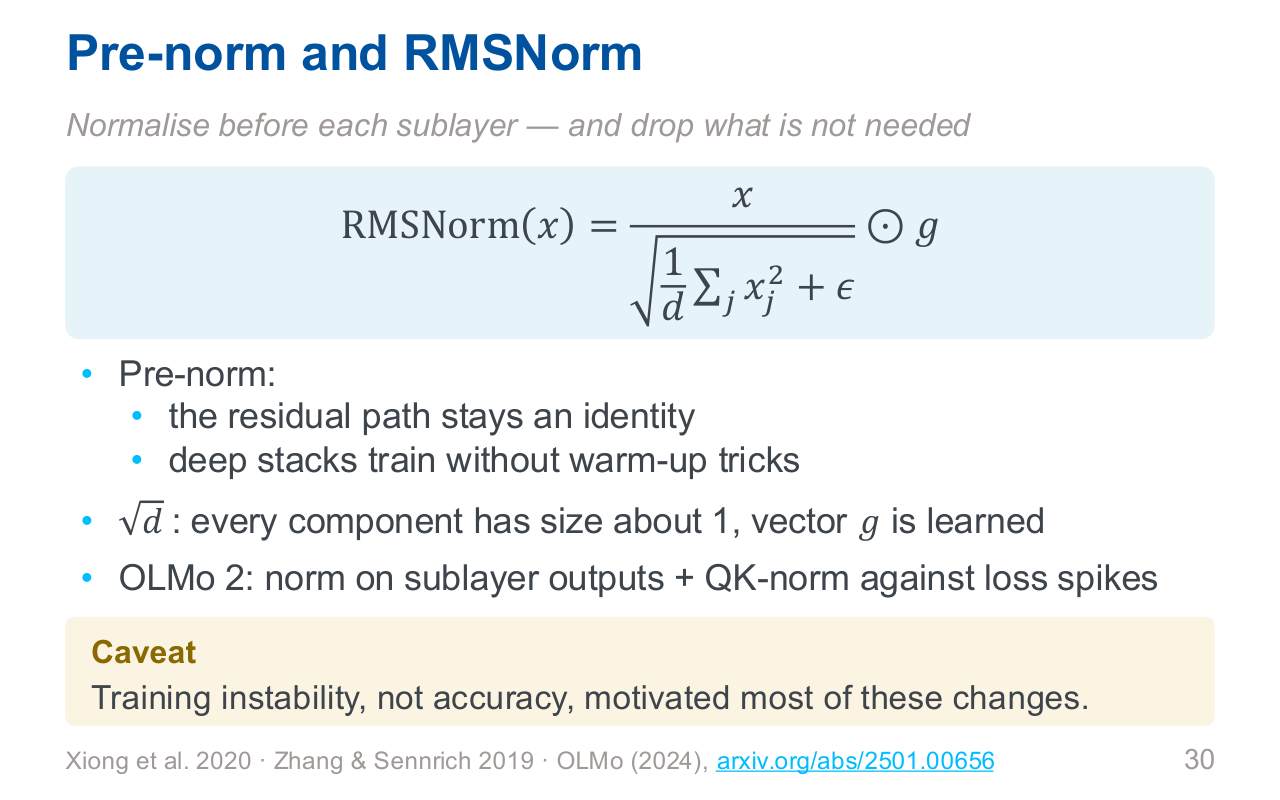 Pre-norm and RMSNorm
Normalise before each sublayer — and drop what is not needed
RMSNorm(x) = x / √(1/d ∑_j x_j^2 + ϵ) ⊙ g
• Pre-norm:
• the residual path stays an identity
• deep stacks train without warm-up tricks
• √d : every component has size about 1, vector g is learned
• OLMo 2: norm on sublayer outputs + QK-norm against loss spikes
Caveat
Training instability, not accuracy, motivated most of these changes.
Xiong et al. 2020 · Zhang & Sennrich 2019 · OLMo (2024), arxiv.org/abs/2501.00656
30